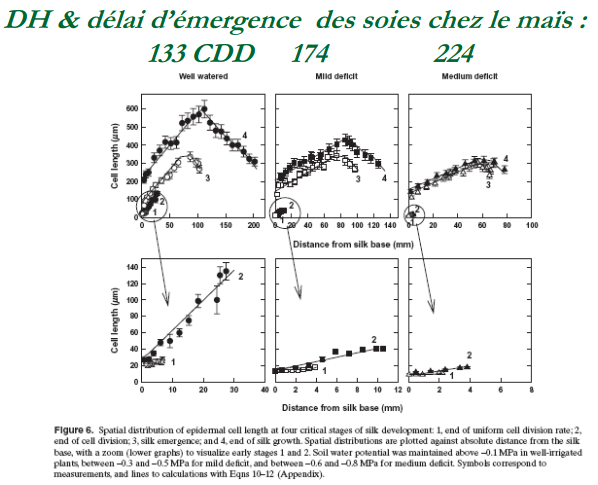 DH & délai d’émergence des soies chez le maïs :
133 CDD 174 224
Well watered Mild deficit Medium deficit
Cell length (µm)
600
500
400
300
200
100
0
4
3
2
1
4
3
2
1
4
3
2
1
0 50 100 150 200
0 20 40 60 80 100 120 140
0 20 40 60 80 100
Distance from silk base (mm)
Cell length (µm)
140
120
100
80
60
40
20
0
2
1
2
1
2
1
0 10 20 30 40
0 2 4 6 8 10 12
0 2 4 6 8
Distance from silk base (mm)
Figure 6. Spatial distribution of epidermal cell length at four critical stages of silk development: 1, end of uniform cell division rate; 2,
end of cell division; 3, silk emergence; and 4, end of silk growth. Spatial distributions are plotted against absolute distance from the silk
base, with a zoom (lower graphs) to visualize early stages 1 and 2. Soil water potential was maintained above −0.1 MPa in well-irrigated
plants, between −0.3 and −0.5 MPa for mild deficit, and between −0.6 and −0.8 MPa for medium deficit. Symbols correspond to
measurements, and lines to calculations with Eqns 10–12 (Appendix).